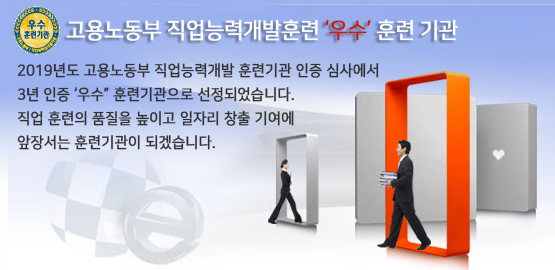 우수
훈련기관
고용노동부 직업능력개발훈련 '우수' 훈련 기관
2019년도 고용노동부 직업능력개발 훈련기관 인증 심사에서
3년 인증 ‘우수” 훈련기관으로 선정되었습니다.
직업 훈련의 품질을 높이고 일자리 창출 기여에
앞장서는 훈련기관이 되겠습니다.